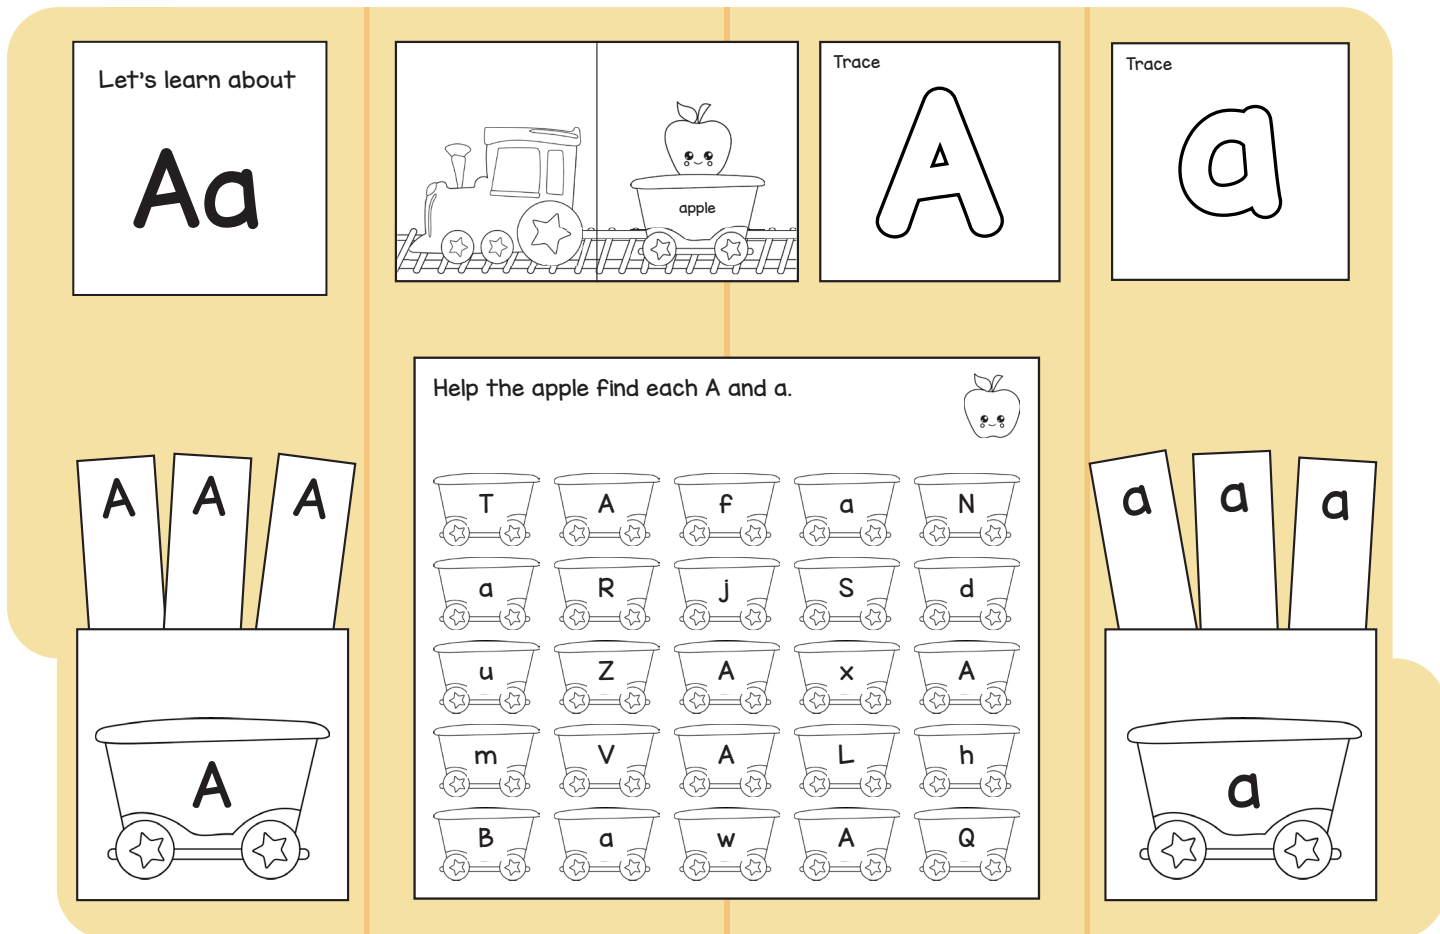 Let's learn about
Aa
apple
Trace
A
Trace
a
Help the apple find each A and a.
T A f a N
a R j S d
u Z A x A
m V A L h
B a w A Q
A A A
A
a a a
a